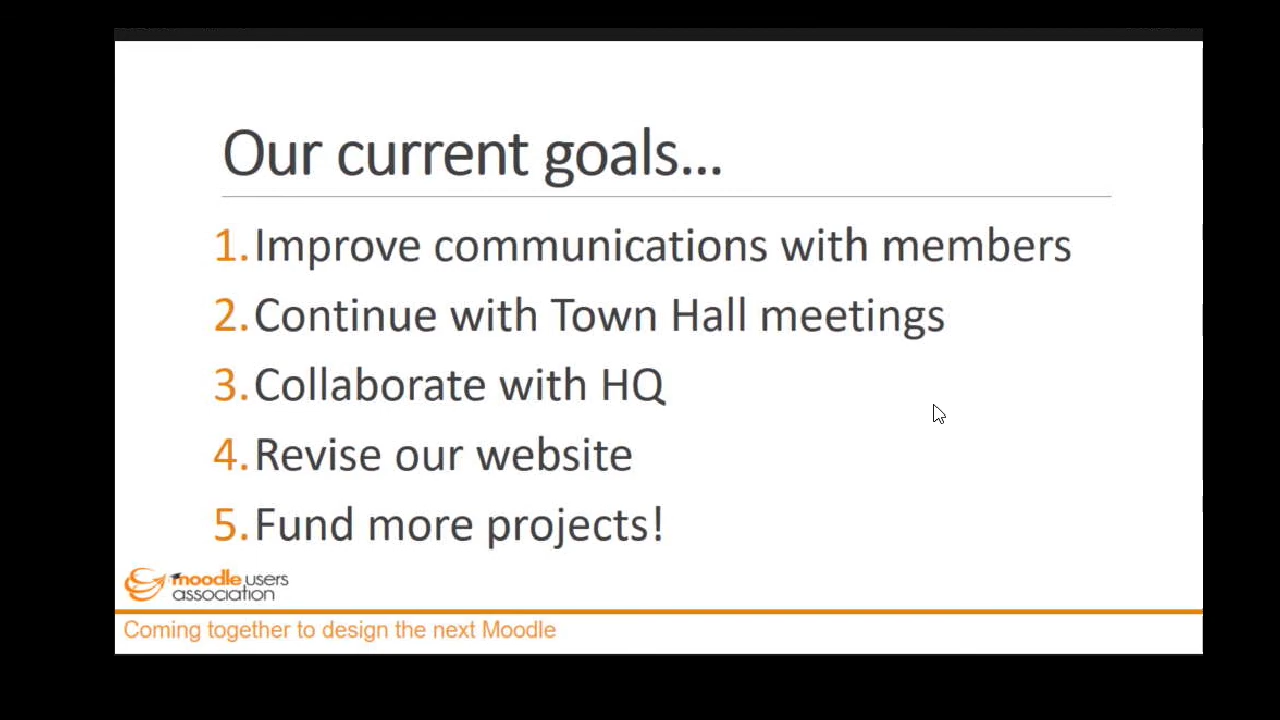 Our current goals...
1. Improve communications with members
2. Continue with Town Hall meetings
3. Collaborate with HQ
4. Revise our website
5. Fund more projects!
moodle users
association
Coming together to design the next Moodle